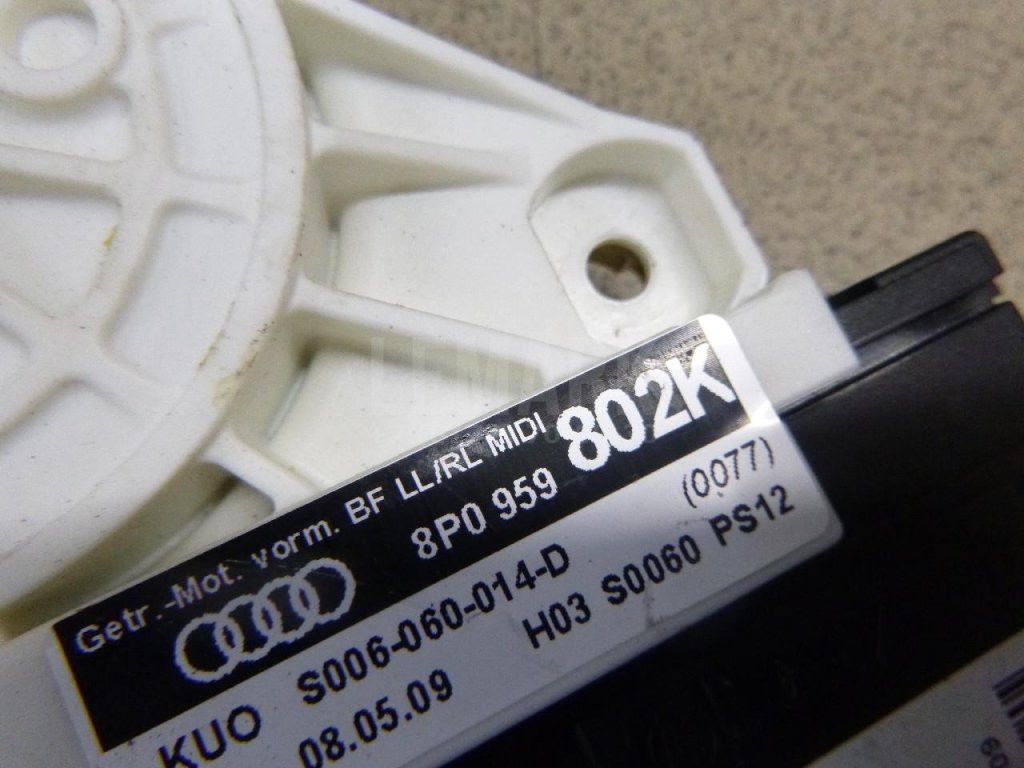 Getr.-Mot. vorm. BF LL/RL MIDI
8P0 959 802K
(0077)
S006-060-014-D
H03 S0060 PS12
KUO 08.05.09